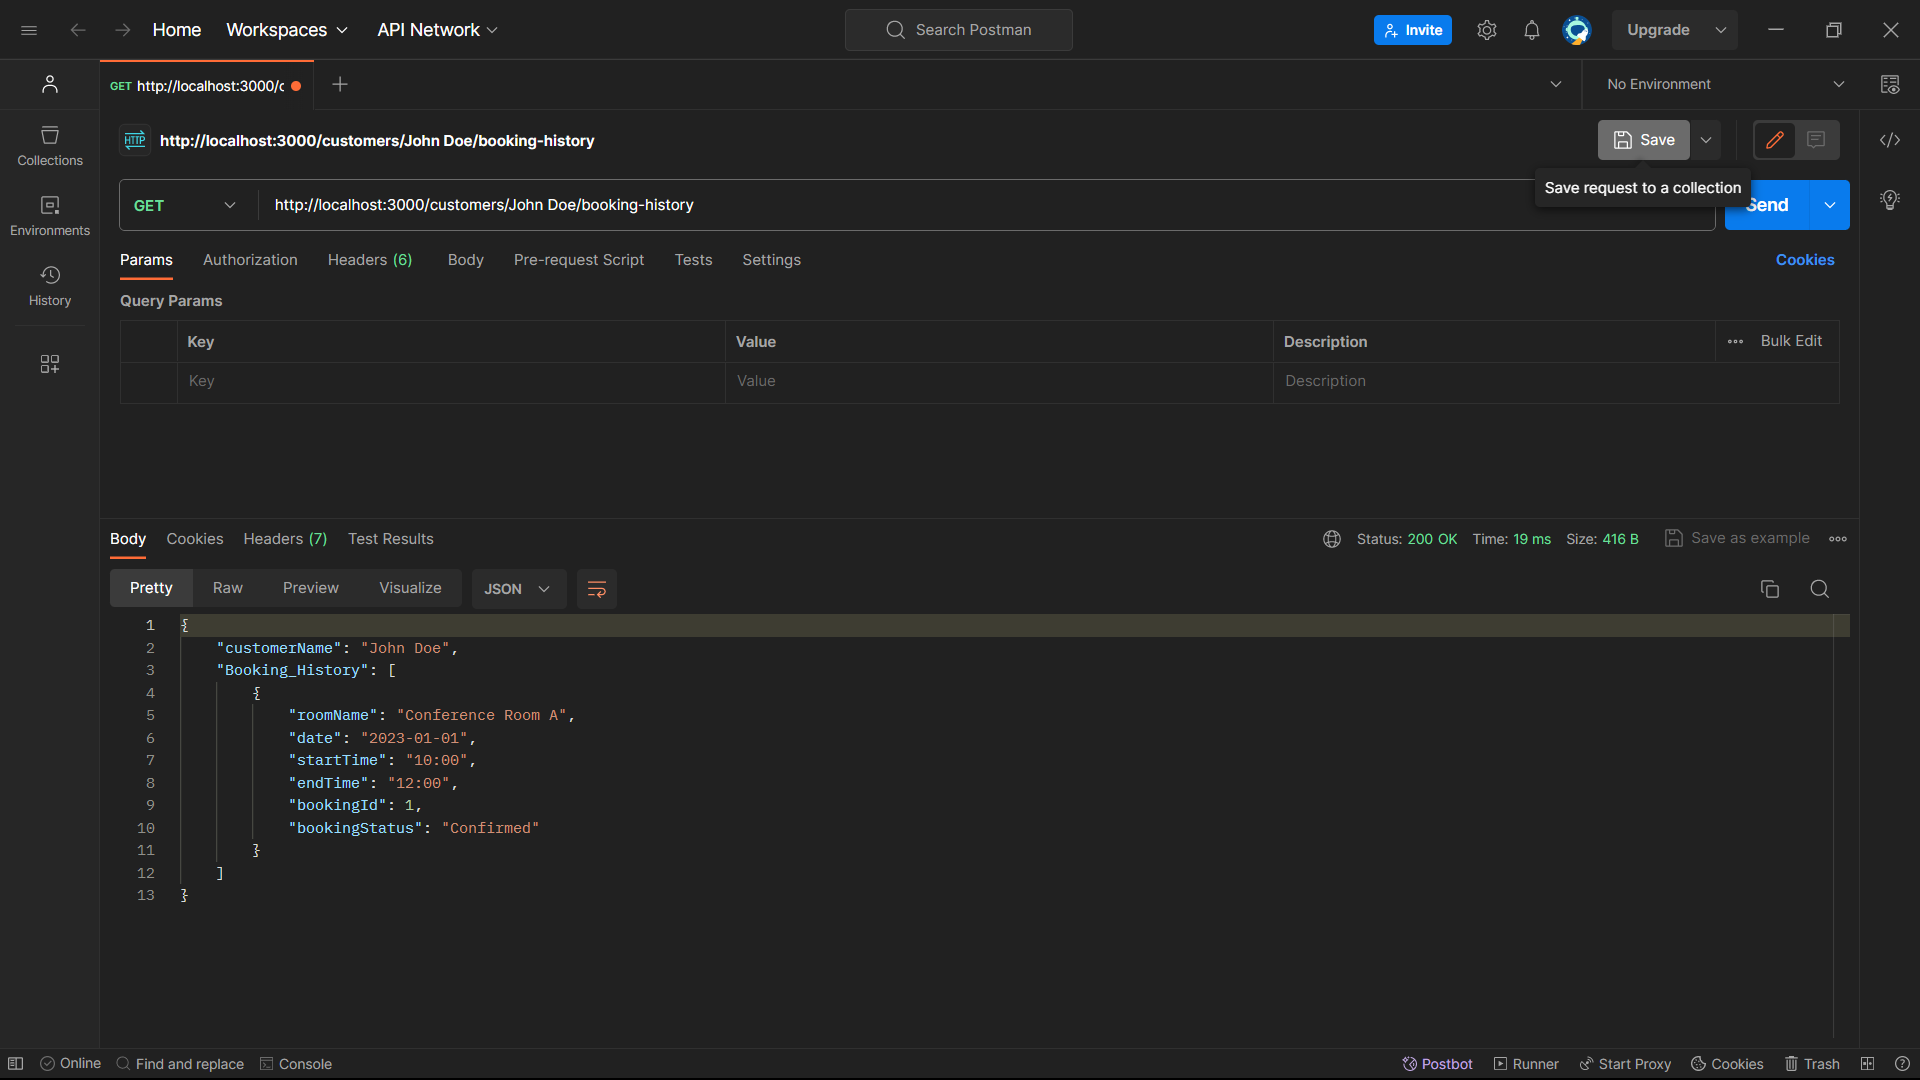 Home Workspaces API Network Search Postman Invite Upgrade
GET http://localhost:3000/c No Environment
HTTP http://localhost:3000/customers/John Doe/booking-history Save
Save request to a collection
GET http://localhost:3000/customers/John Doe/booking-history Send
Collections
Environments
History
Params Authorization Headers (6) Body Pre-request Script Tests Settings Cookies
Query Params
Key Value Description Bulk Edit
Key Value Description
Body Cookies Headers (7) Test Results Status: 200 OK Time: 19 ms Size: 416 B Save as example
Pretty Raw Preview Visualize JSON
1 {
2 "customerName": "John Doe",
3 "Booking_History": [
4 {
5 "roomName": "Conference Room A",
6 "date": "2023-01-01",
7 "startTime": "10:00",
8 "endTime": "12:00",
9 "bookingId": 1,
10 "bookingStatus": "Confirmed"
11 }
12 ]
13 }
Online Find and replace Console Postbot Runner Start Proxy Cookies Trash